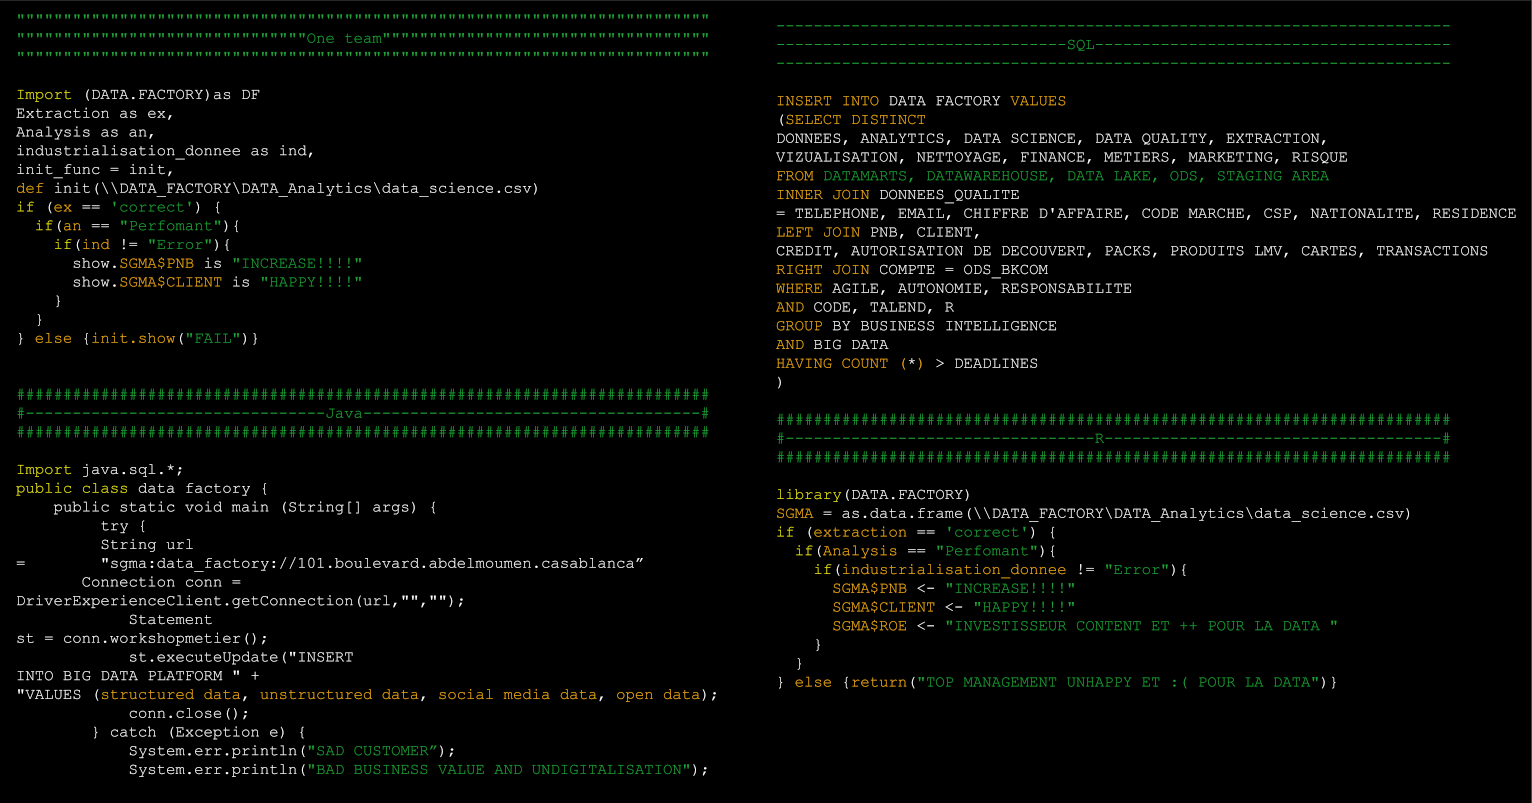 """"""""""""""""""""""""""""""""""""""""""""""""""""""""""""""""""""""""""
"""""""""""""""""""""""""""""""One team"""""""""""""""""""""""""""""""""""
""""""""""""""""""""""""""""""""""""""""""""""""""""""""""""""""""""""""""
Import (DATA.FACTORY)as DF
Extraction as ex,
Analysis as an,
industrialisation_donnee as ind,
init_func = init,
def init(\\DATA_FACTORY\DATA_Analytics\data_science.csv)
if (ex == 'correct') {
  if(an == "Perfomant"){
    if(ind != "Error"){
      show.SGMA$PNB is "INCREASE!!!!"
      show.SGMA$CLIENT is "HAPPY!!!!"
    }
  }
} else {init.show("FAIL")}
##########################################################################
#--------------------------------Java------------------------------------#
##########################################################################
Import java.sql.*;
public class data factory {
    public static void main (String[] args) {
         try {
         String url
=        "sgma:data_factory://101.boulevard.abdelmoumen.casablanca”
       Connection conn =
DriverExperienceClient.getConnection(url,"","");
            Statement
st = conn.workshopmetier();
            st.executeUpdate("INSERT
INTO BIG DATA PLATFORM " +
"VALUES (structured data, unstructured data, social media data, open data);
            conn.close();
        } catch (Exception e) {
            System.err.println("SAD CUSTOMER”);
            System.err.println("BAD BUSINESS VALUE AND UNDIGITALISATION");
------------------------------------------------------------------------
-------------------------------SQL--------------------------------------
------------------------------------------------------------------------
INSERT INTO DATA FACTORY VALUES
(SELECT DISTINCT
DONNEES, ANALYTICS, DATA SCIENCE, DATA QUALITY, EXTRACTION,
VIZUALISATION, NETTOYAGE, FINANCE, METIERS, MARKETING, RISQUE
FROM DATAMARTS, DATAWAREHOUSE, DATA LAKE, ODS, STAGING AREA
INNER JOIN DONNEES_QUALITE
= TELEPHONE, EMAIL, CHIFFRE D'AFFAIRE, CODE MARCHE, CSP, NATIONALITE, RESIDENCE
LEFT JOIN PNB, CLIENT,
CREDIT, AUTORISATION DE DECOUVERT, PACKS, PRODUITS LMV, CARTES, TRANSACTIONS
RIGHT JOIN COMPTE = ODS_BKCOM
WHERE AGILE, AUTONOMIE, RESPONSABILITE
AND CODE, TALEND, R
GROUP BY BUSINESS INTELLIGENCE
AND BIG DATA
HAVING COUNT (*) > DEADLINES
)
########################################################################
#---------------------------------R------------------------------------#
########################################################################
library(DATA.FACTORY)
SGMA = as.data.frame(\\DATA_FACTORY\DATA_Analytics\data_science.csv)
if (extraction == 'correct') {
  if(Analysis == "Perfomant"){
    if(industrialisation_donnee != "Error"){
      SGMA$PNB <- "INCREASE!!!!"
      SGMA$CLIENT <- "HAPPY!!!!"
      SGMA$ROE <- "INVESTISSEUR CONTENT ET ++ POUR LA DATA "
    }
  }
} else {return("TOP MANAGEMENT UNHAPPY ET :( POUR LA DATA")}